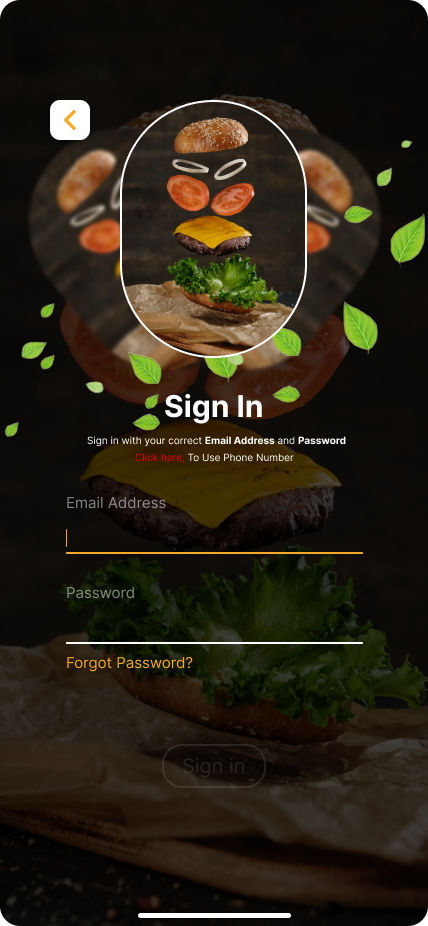 Sign In
Sign in with your correct Email Address and Password
Click here, To Use Phone Number
Email Address
Password
Forgot Password?
Sign in